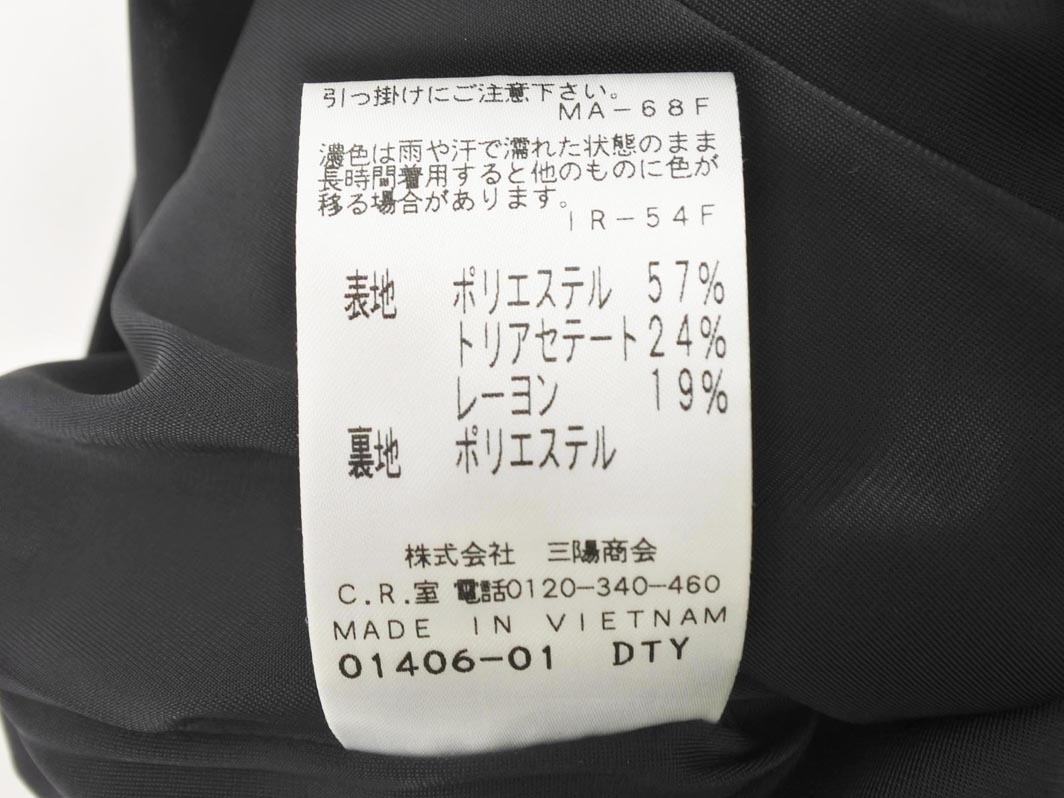 引っ掛けにご注意下さい。
MA-68F
濃色は雨や汗で濡れた状態のまま
長時間着用すると他のものに色が
移る場合があります。
IR-54F
表地 ポリエステル 57%
トリアセテート 24%
レーヨン 19%
裏地 ポリエステル
株式会社 三陽商会
C.R.室 電話0120-340-460
MADE IN VIETNAM
01406-01 DTY